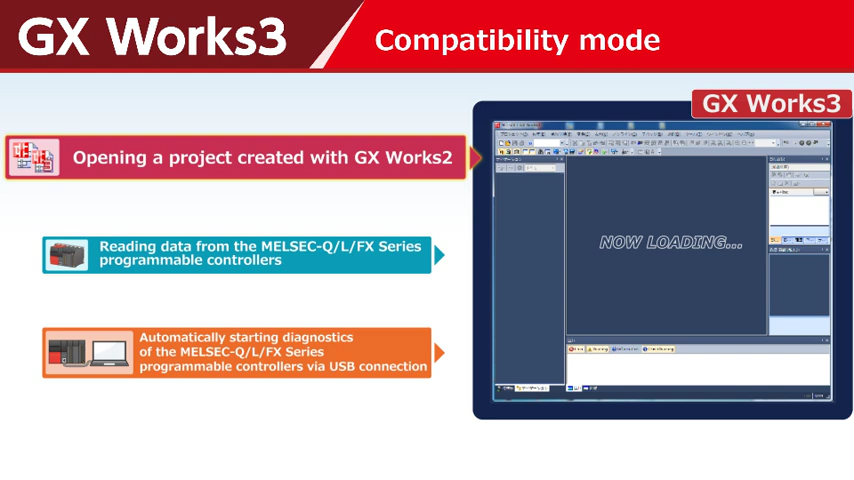 GX Works3
Compatibility mode
GX Works3
Opening a project created with GX Works2
Reading data from the MELSEC-Q/L/FX Series
programmable controllers
Automatically starting diagnostics
of the MELSEC-Q/L/FX Series
programmable controllers via USB connection
NOW LOADING...